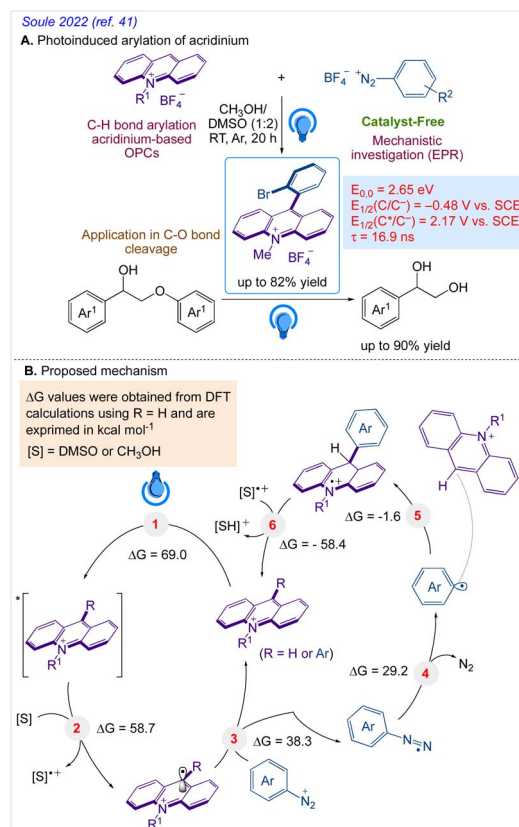 Soule 2022 (ref. 41)
A. Photoinduced arylation of acridinium
N+
R1
BF4−
+
BF4− +N2
R2
C-H bond arylation
acridinium-based
OPCs
CH3OH/
DMSO (1:2)
RT, Ar, 20 h
Catalyst-Free
Mechanistic
investigation (EPR)
Br
N+
Me
BF4−
up to 82% yield
E0,0 = 2.65 eV
E1/2(C/C−) = −0.48 V vs. SCE
E1/2(C*/C−) = 2.17 V vs. SCE
τ = 16.9 ns
Application in C-O bond
cleavage
OH
O
Ar1
Ar1
OH
OH
Ar1
up to 90% yield
B. Proposed mechanism
ΔG values were obtained from DFT
calculations using R = H and are
exprimed in kcal mol-1
[S] = DMSO or CH3OH
1
ΔG = 69.0
*
R
N+
R1
[S]
2
ΔG = 58.7
[S]•+
R
N+
R1
3
ΔG = 38.3
Ar
N2
+
R
N+
R1
(R = H or Ar)
Ar
N=N
•
4
ΔG = 29.2
N2
Ar
•
R1
N+
H
5
ΔG = -1.6
Ar
H
N•+
R1
[S]•+
6
[SH]+
ΔG = - 58.4